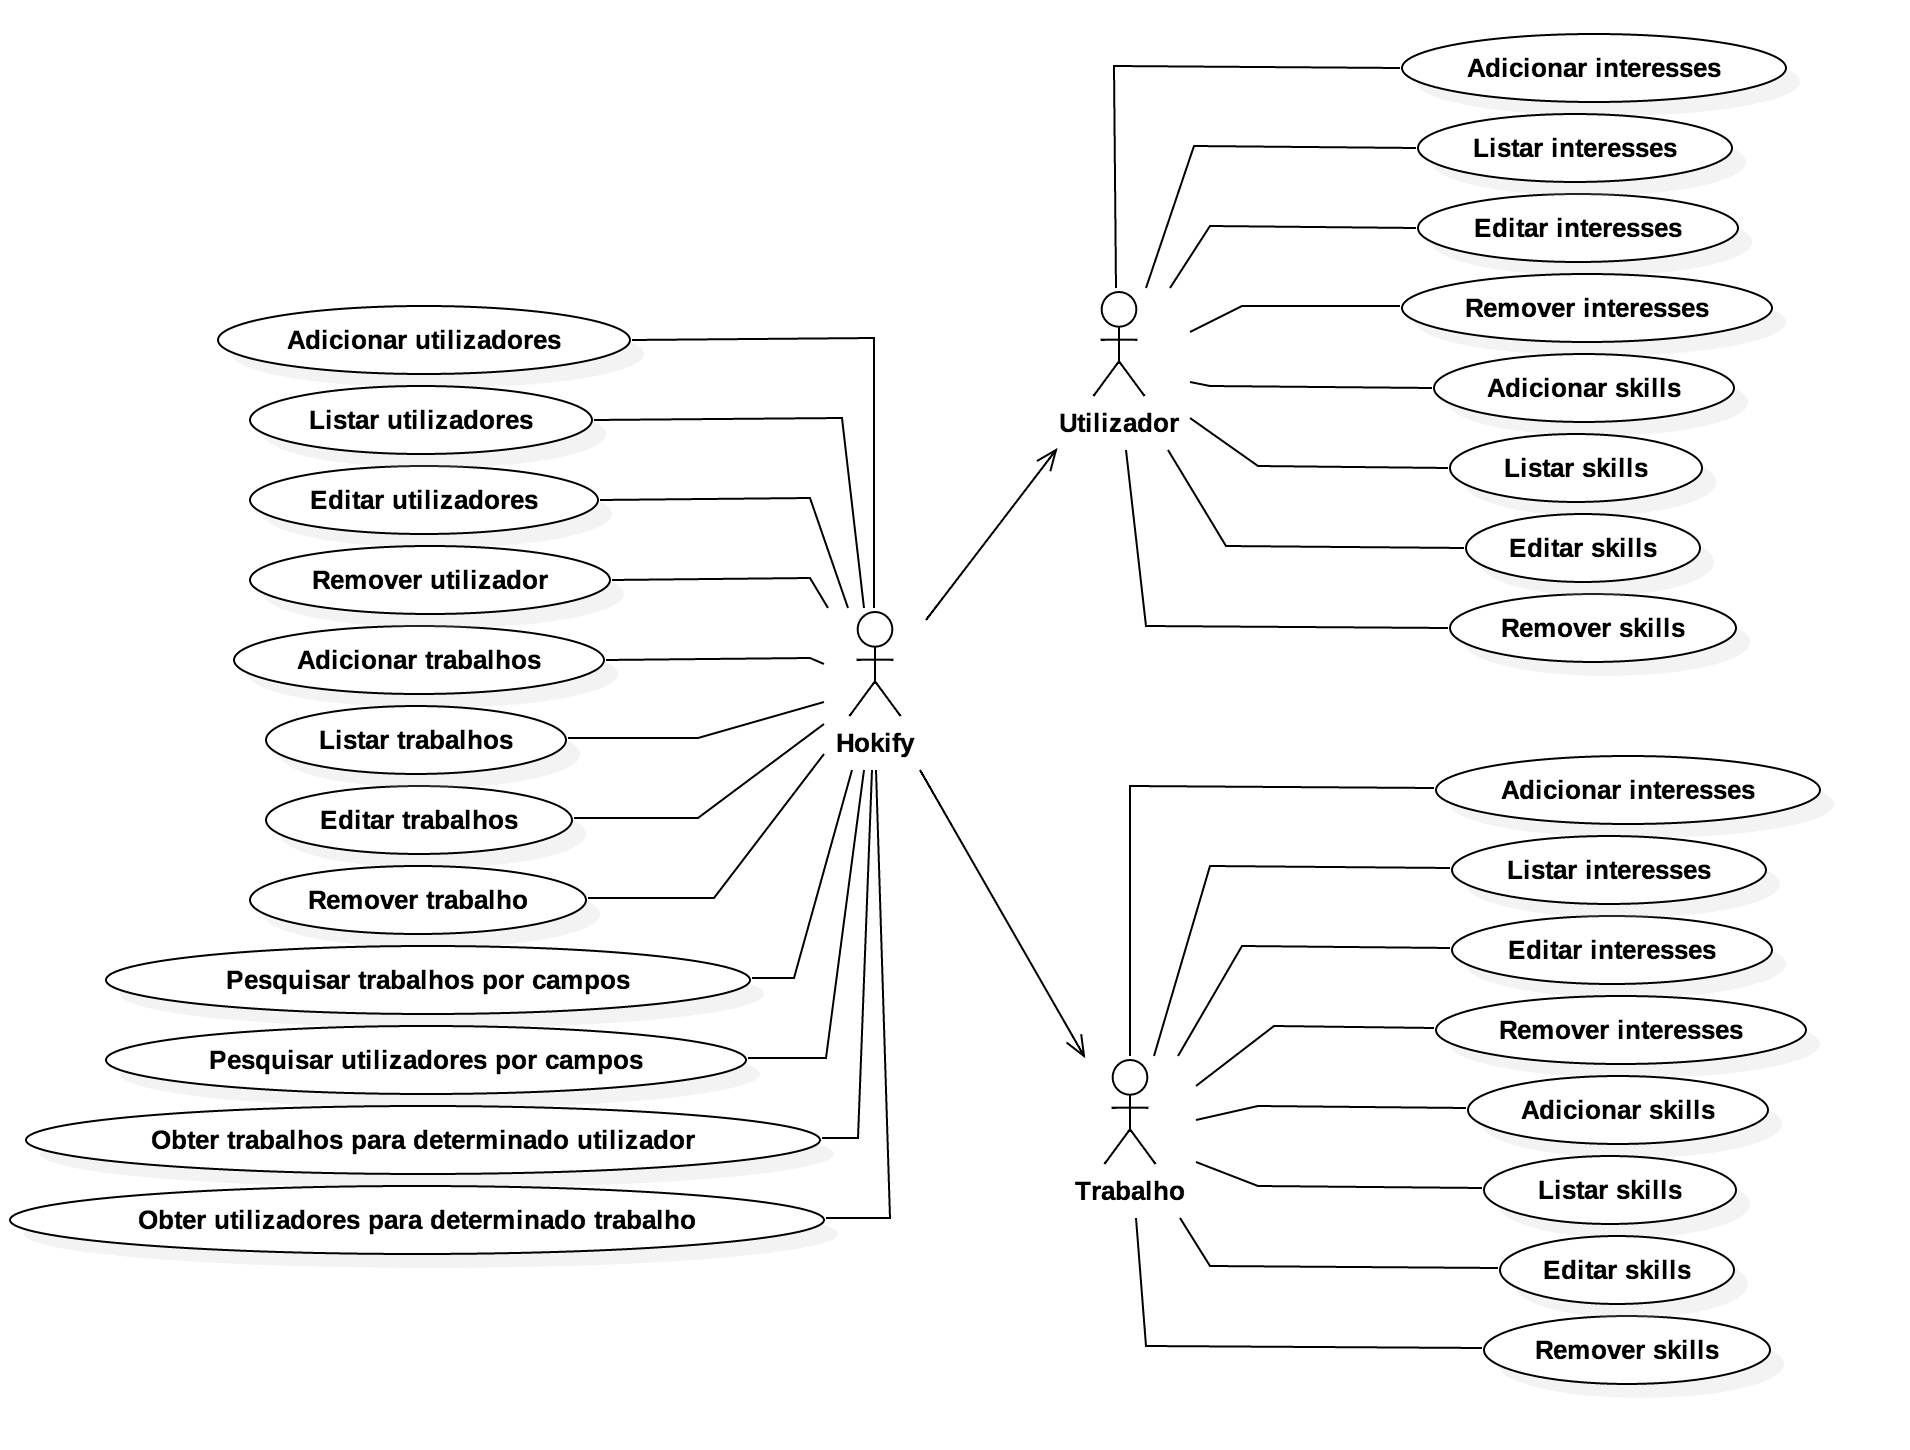 Adicionar utilizadores
Listar utilizadores
Editar utilizadores
Remover utilizador
Adicionar trabalhos
Listar trabalhos
Editar trabalhos
Remover trabalho
Pesquisar trabalhos por campos
Pesquisar utilizadores por campos
Obter trabalhos para determinado utilizador
Obter utilizadores para determinado trabalho
Hokify
Utilizador
Adicionar interesses
Listar interesses
Editar interesses
Remover interesses
Adicionar skills
Listar skills
Editar skills
Remover skills
Trabalho
Adicionar interesses
Listar interesses
Editar interesses
Remover interesses
Adicionar skills
Listar skills
Editar skills
Remover skills